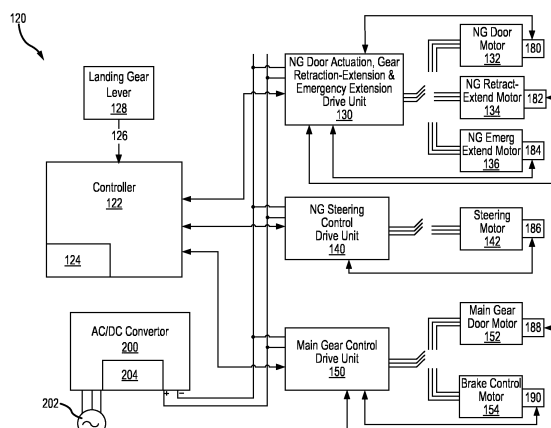 120
Landing Gear
Lever
128
126
Controller
122
124
AC/DC Convertor
200
204
+ −
202
NG Door Actuation, Gear
Retraction-Extension &
Emergency Extension
Drive Unit
130
NG Steering
Control
Drive Unit
140
Main Gear Control
Drive Unit
150
NG Door
Motor
132
180
NG Retract-
Extend Motor
134
182
NG Emerg
Extend Motor
136
184
Steering
Motor
142
186
Main Gear
Door Motor
152
188
Brake Control
Motor
154
190